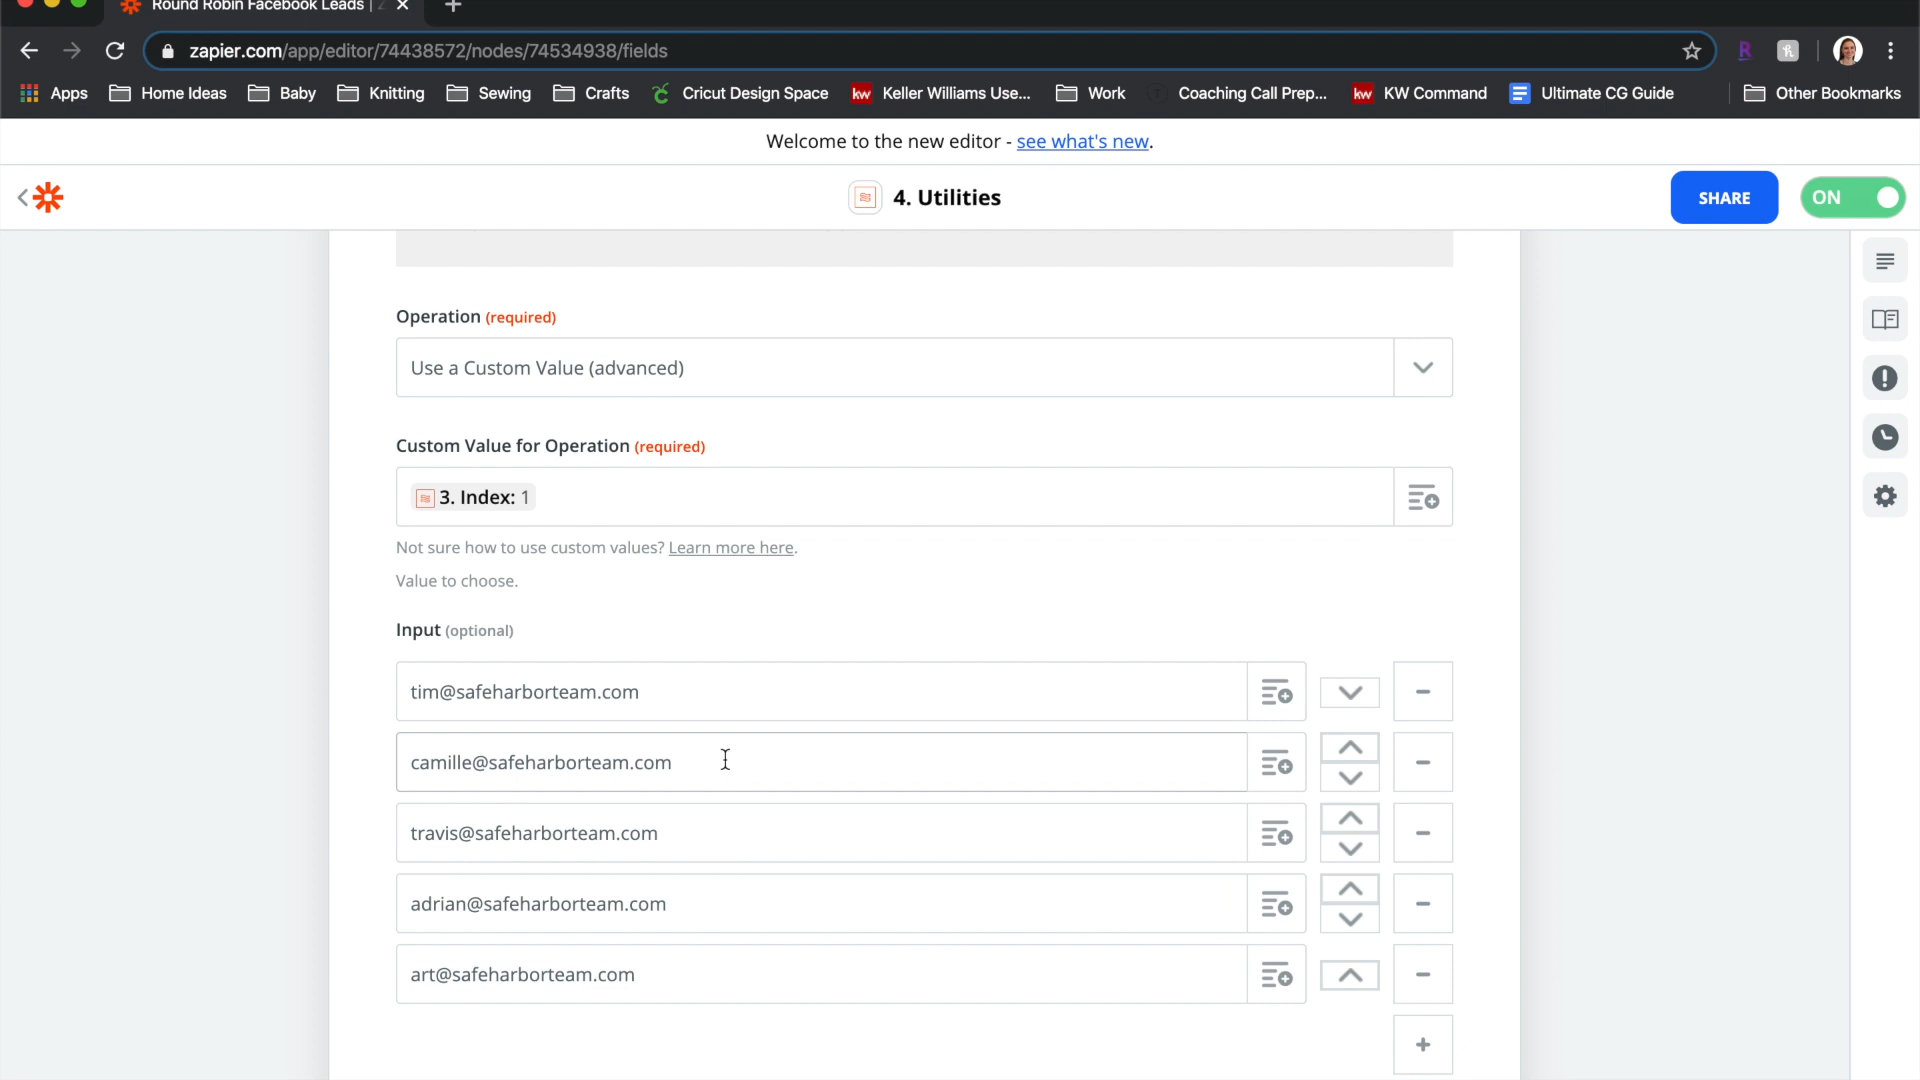 Round Robin Facebook Leads |
zapier.com/app/editor/74438572/nodes/74534938/fields
Apps Home Ideas Baby Knitting Sewing Crafts Cricut Design Space kw Keller Williams Use... Work Coaching Call Prep... kw KW Command Ultimate CG Guide Other Bookmarks
Welcome to the new editor - see what's new.
4. Utilities
SHARE
ON
Operation (required)
Use a Custom Value (advanced)
Custom Value for Operation (required)
3. Index: 1
Not sure how to use custom values? Learn more here.
Value to choose.
Input (optional)
tim@safeharborteam.com
camille@safeharborteam.com
travis@safeharborteam.com
adrian@safeharborteam.com
art@safeharborteam.com